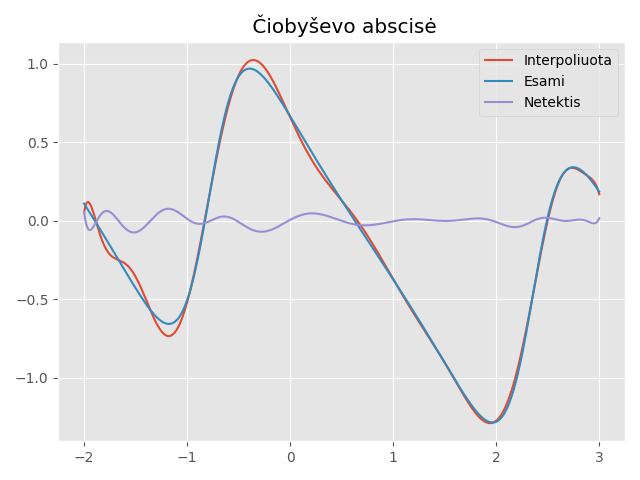 Čiobyševo abscisė
Interpoliuota
Esami
Netektis
1.0
0.5
0.0
−0.5
−1.0
−2
−1
0
1
2
3